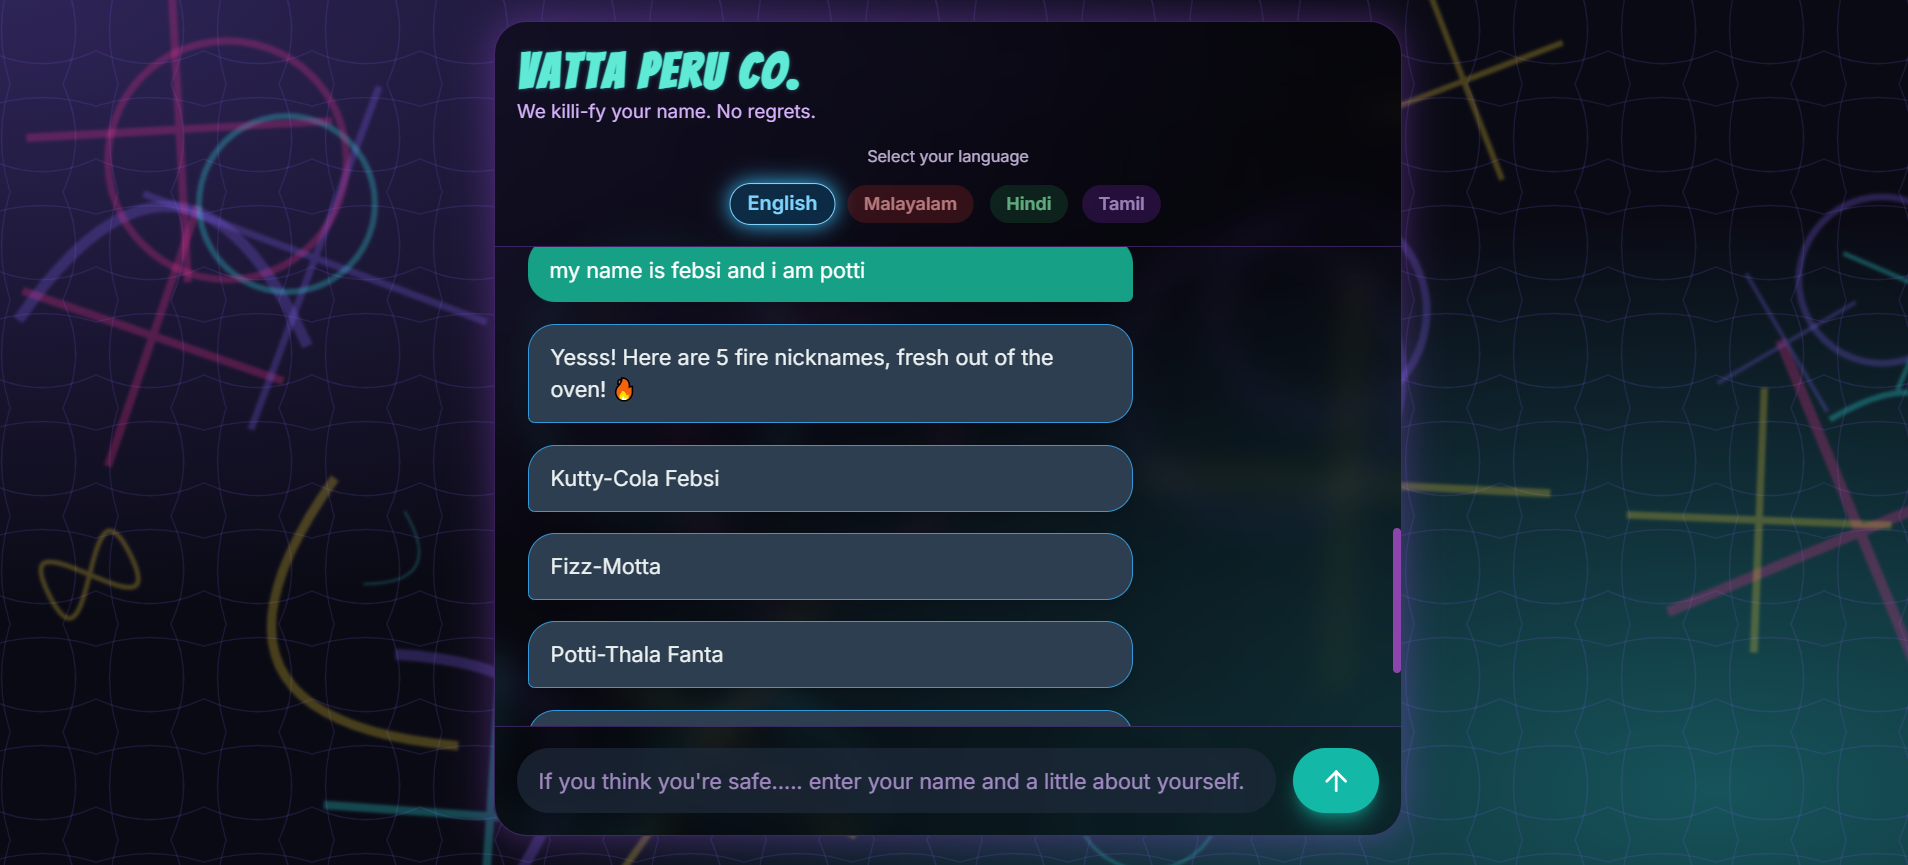 VATTA PERU CO.
We killi-fy your name. No regrets.
Select your language
English Malayalam Hindi Tamil
my name is febsi and i am potti
Yesss! Here are 5 fire nicknames, fresh out of the
oven! 🔥
Kutty-Cola Febsi
Fizz-Motta
Potti-Thala Fanta
If you think you're safe..... enter your name and a little about yourself.